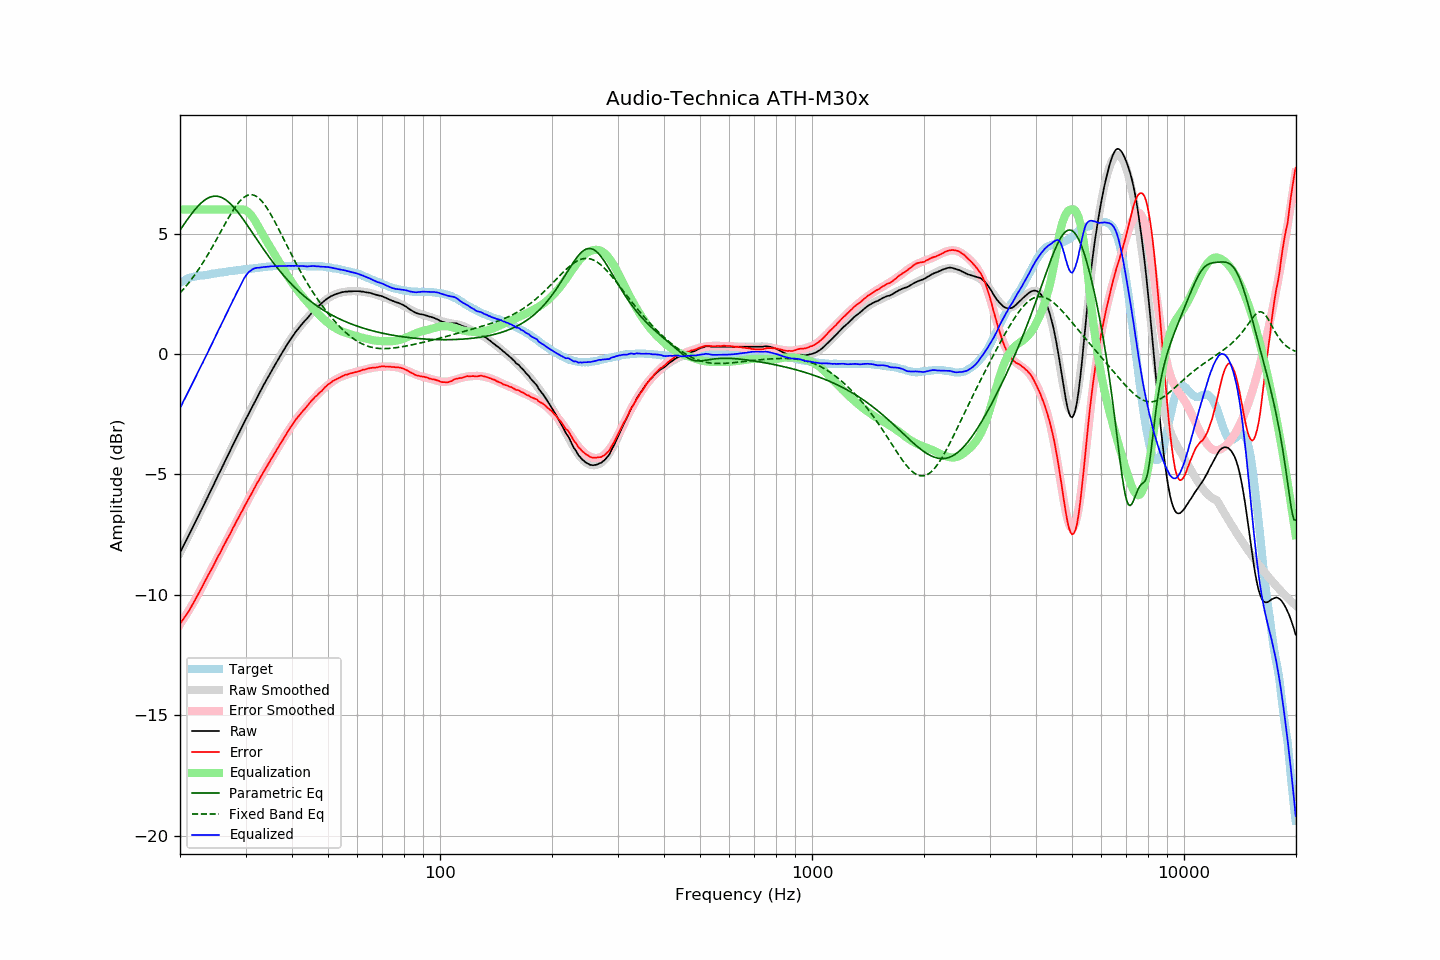 Audio-Technica ATH-M30x
5
0
−5
−10
−15
−20
Amplitude (dBr)
Target
Raw Smoothed
Error Smoothed
Raw
Error
Equalization
Parametric Eq
Fixed Band Eq
Equalized
100 1000 10000
Frequency (Hz)